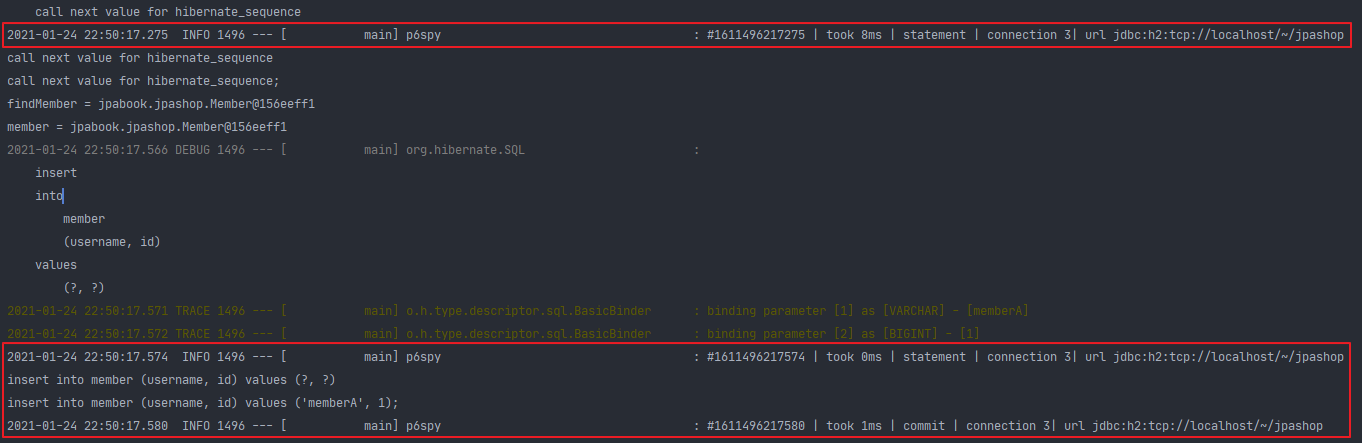 call next value for hibernate_sequence
2021-01-24 22:50:17.275  INFO 1496 --- [           main] p6spy                                    : #1611496217275 | took 8ms | statement | connection 3| url jdbc:h2:tcp://localhost/~/jpashop
call next value for hibernate_sequence
call next value for hibernate_sequence;
findMember = jpabook.jpashop.Member@156eeff1
member = jpabook.jpashop.Member@156eeff1
2021-01-24 22:50:17.566 DEBUG 1496 --- [           main] org.hibernate.SQL                        :
insert
into
member
(username, id)
values
(?, ?)
2021-01-24 22:50:17.571 TRACE 1496 --- [           main] o.h.type.descriptor.sql.BasicBinder      : binding parameter [1] as [VARCHAR] - [memberA]
2021-01-24 22:50:17.572 TRACE 1496 --- [           main] o.h.type.descriptor.sql.BasicBinder      : binding parameter [2] as [BIGINT] - [1]
2021-01-24 22:50:17.574  INFO 1496 --- [           main] p6spy                                    : #1611496217574 | took 0ms | statement | connection 3| url jdbc:h2:tcp://localhost/~/jpashop
insert into member (username, id) values (?, ?)
insert into member (username, id) values ('memberA', 1);
2021-01-24 22:50:17.580  INFO 1496 --- [           main] p6spy                                    : #1611496217580 | took 1ms | commit | connection 3| url jdbc:h2:tcp://localhost/~/jpashop